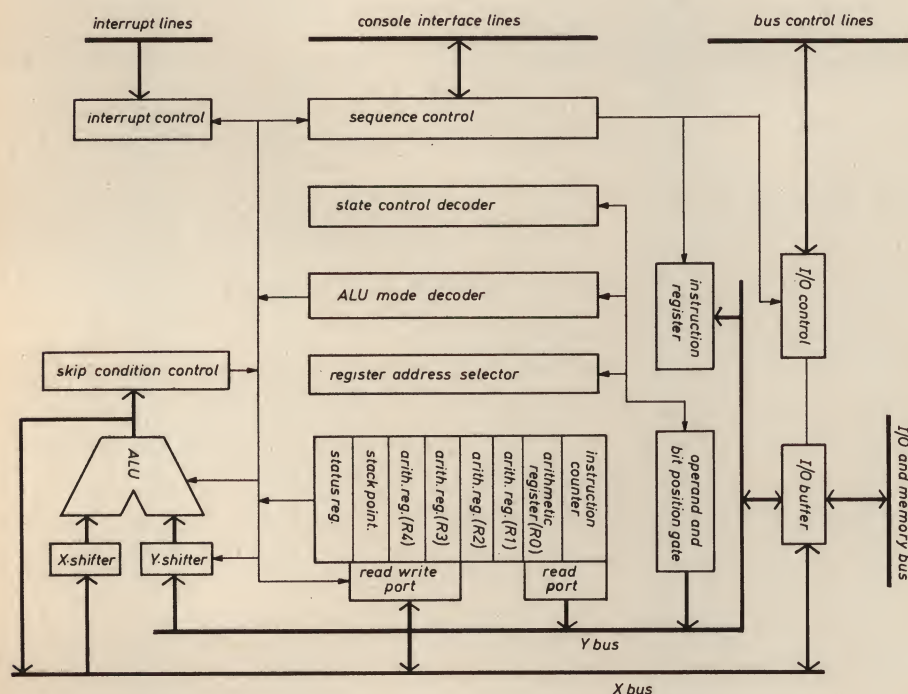 interrupt lines
console interface lines
bus control lines
interrupt control
sequence control
state control decoder
ALU mode decoder
instruction
register
I/O control
skip condition control
register address selector
ALU
status reg.
stack point.
arith. reg. (R4)
arith. reg. (R3)
arith. reg. (R2)
arith. reg. (R1)
arithmetic
register (R0)
instruction
counter
operand and
bit position gate
I/O buffer
I/O and memory bus
X-shifter
Y-shifter
read write
port
read
port
Y bus
X bus